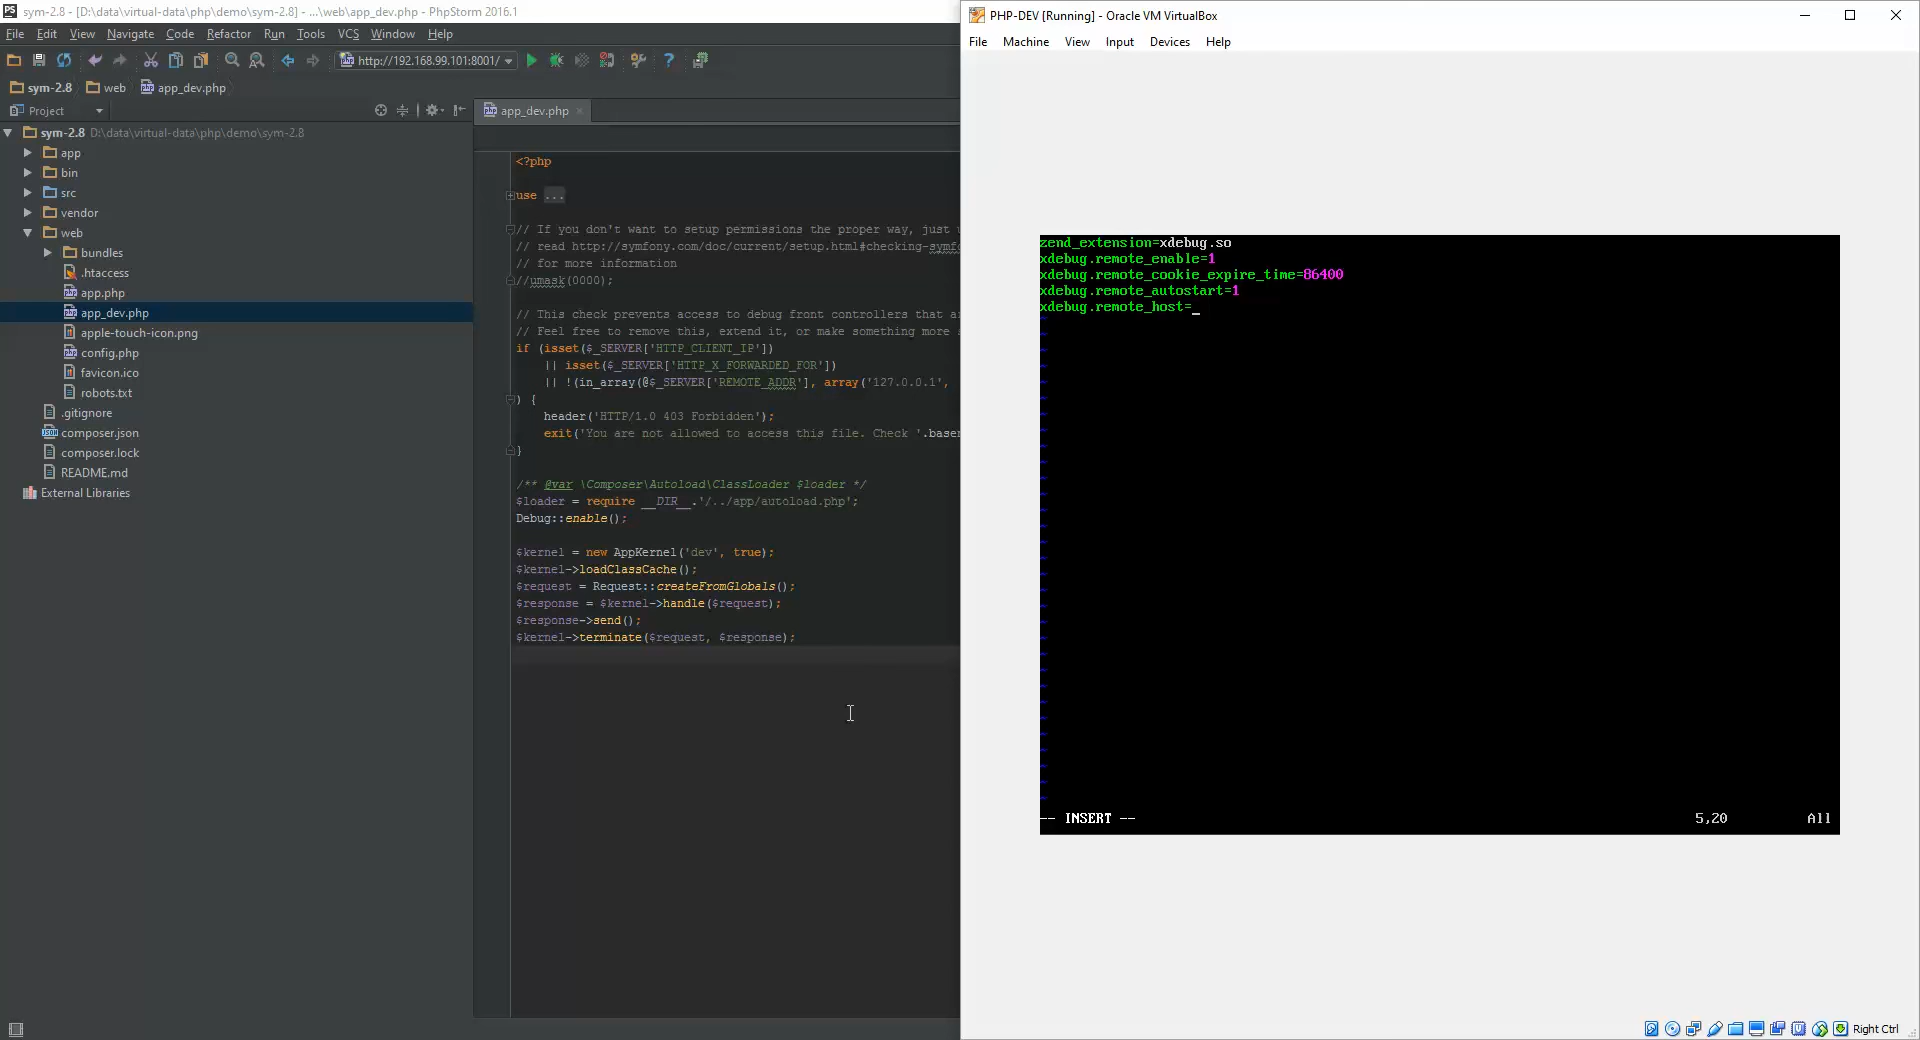 sym-2.8 - [D:\data\virtual-data\php\demo\sym-2.8] - ...\web\app_dev.php - PhpStorm 2016.1
File Edit View Navigate Code Refactor Run Tools VCS Window Help
http://192.168.99.101:8001/
sym-2.8 web app_dev.php
Project
app_dev.php
sym-2.8 D:\data\virtual-data\php\demo\sym-2.8
app
bin
src
vendor
web
bundles
.htaccess
app.php
app_dev.php
apple-touch-icon.png
config.php
favicon.ico
robots.txt
.gitignore
composer.json
composer.lock
README.md
External Libraries
<?php
use ...
// If you don't want to setup permissions the proper way, just
// read http://symfony.com/doc/current/setup.html#checking-symfo
// for more information
//umask(0000);
// This check prevents access to debug front controllers that
// Feel free to remove this, extend it, or make something more
if (isset($_SERVER['HTTP_CLIENT_IP'])
|| isset($_SERVER['HTTP_X_FORWARDED_FOR'])
|| !(in_array(@$_SERVER['REMOTE_ADDR'], array('127.0.0.1',
) {
header('HTTP/1.0 403 Forbidden');
exit('You are not allowed to access this file. Check '.basen
}
/** @var \Composer\Autoload\ClassLoader $loader */
$loader = require __DIR__.'/../app/autoload.php';
Debug::enable();
$kernel = new AppKernel('dev', true);
$kernel->loadClassCache();
$request = Request::createFromGlobals();
$response = $kernel->handle($request);
$response->send();
$kernel->terminate($request, $response);
PHP-DEV [Running] - Oracle VM VirtualBox
File Machine View Input Devices Help
zend_extension=xdebug.so
xdebug.remote_enable=1
xdebug.remote_cookie_expire_time=86400
xdebug.remote_autostart=1
xdebug.remote_host=_
-- INSERT -- 5,20 All
Right Ctrl